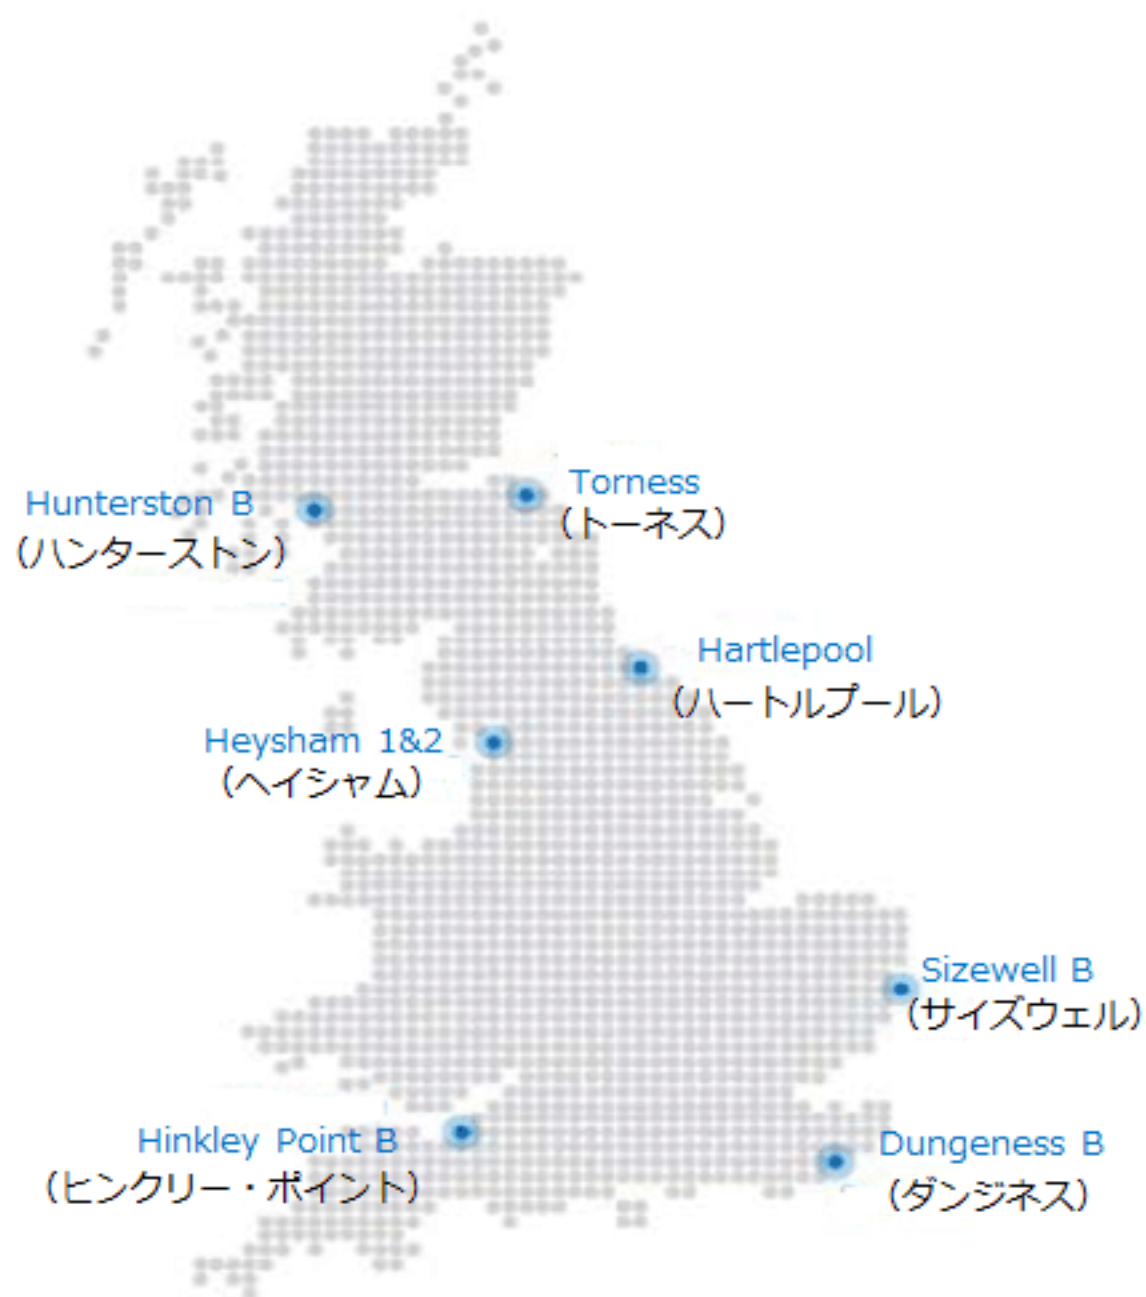 Torness
(トーネス)
Hunterston B
(ハンターストン)
Hartlepool
(ハートルプール)
Heysham 1&2
(ヘイシャム)
Sizewell B
(サイズウェル)
Hinkley Point B
(ヒンクリー・ポイント)
Dungeness B
(ダンジネス)